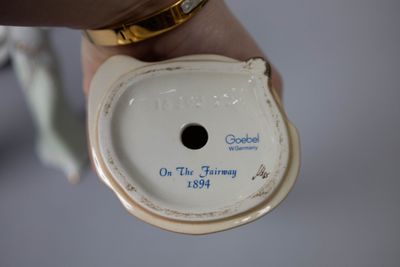 Goebel
W.Germany
On The Fairway
1894